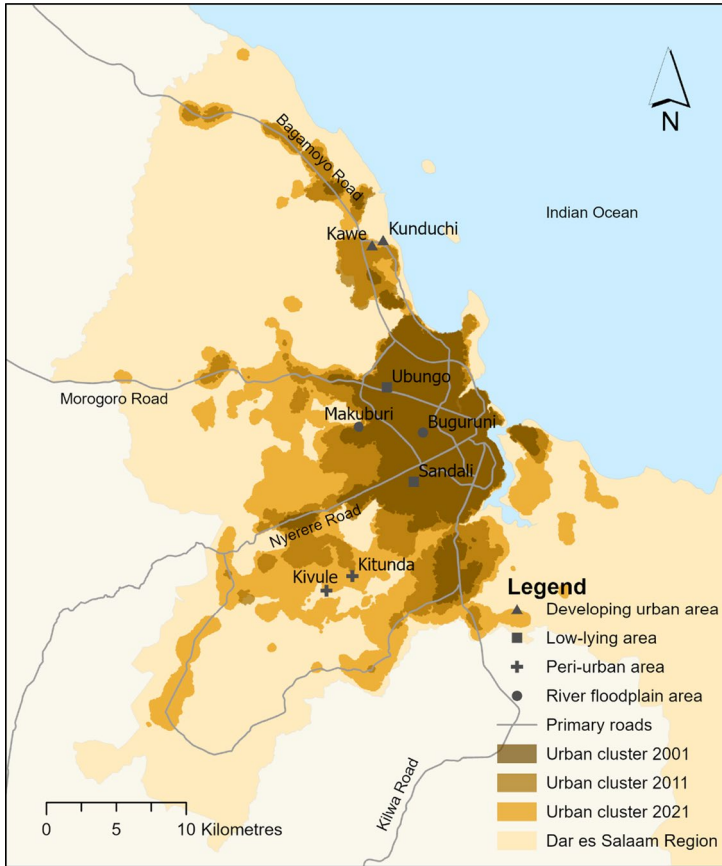 N
Bagamoyo Road
Indian Ocean
Kawe
Kunduchi
Ubungo
Morogoro Road
Makuburi
Buguruni
Sandali
Nyerere Road
Kitunda
Kivule
Legend
Developing urban area
Low-lying area
Peri-urban area
River floodplain area
Primary roads
Urban cluster 2001
Urban cluster 2011
Urban cluster 2021
Dar es Salaam Region
Kilwa Road
0 5 10 Kilometres